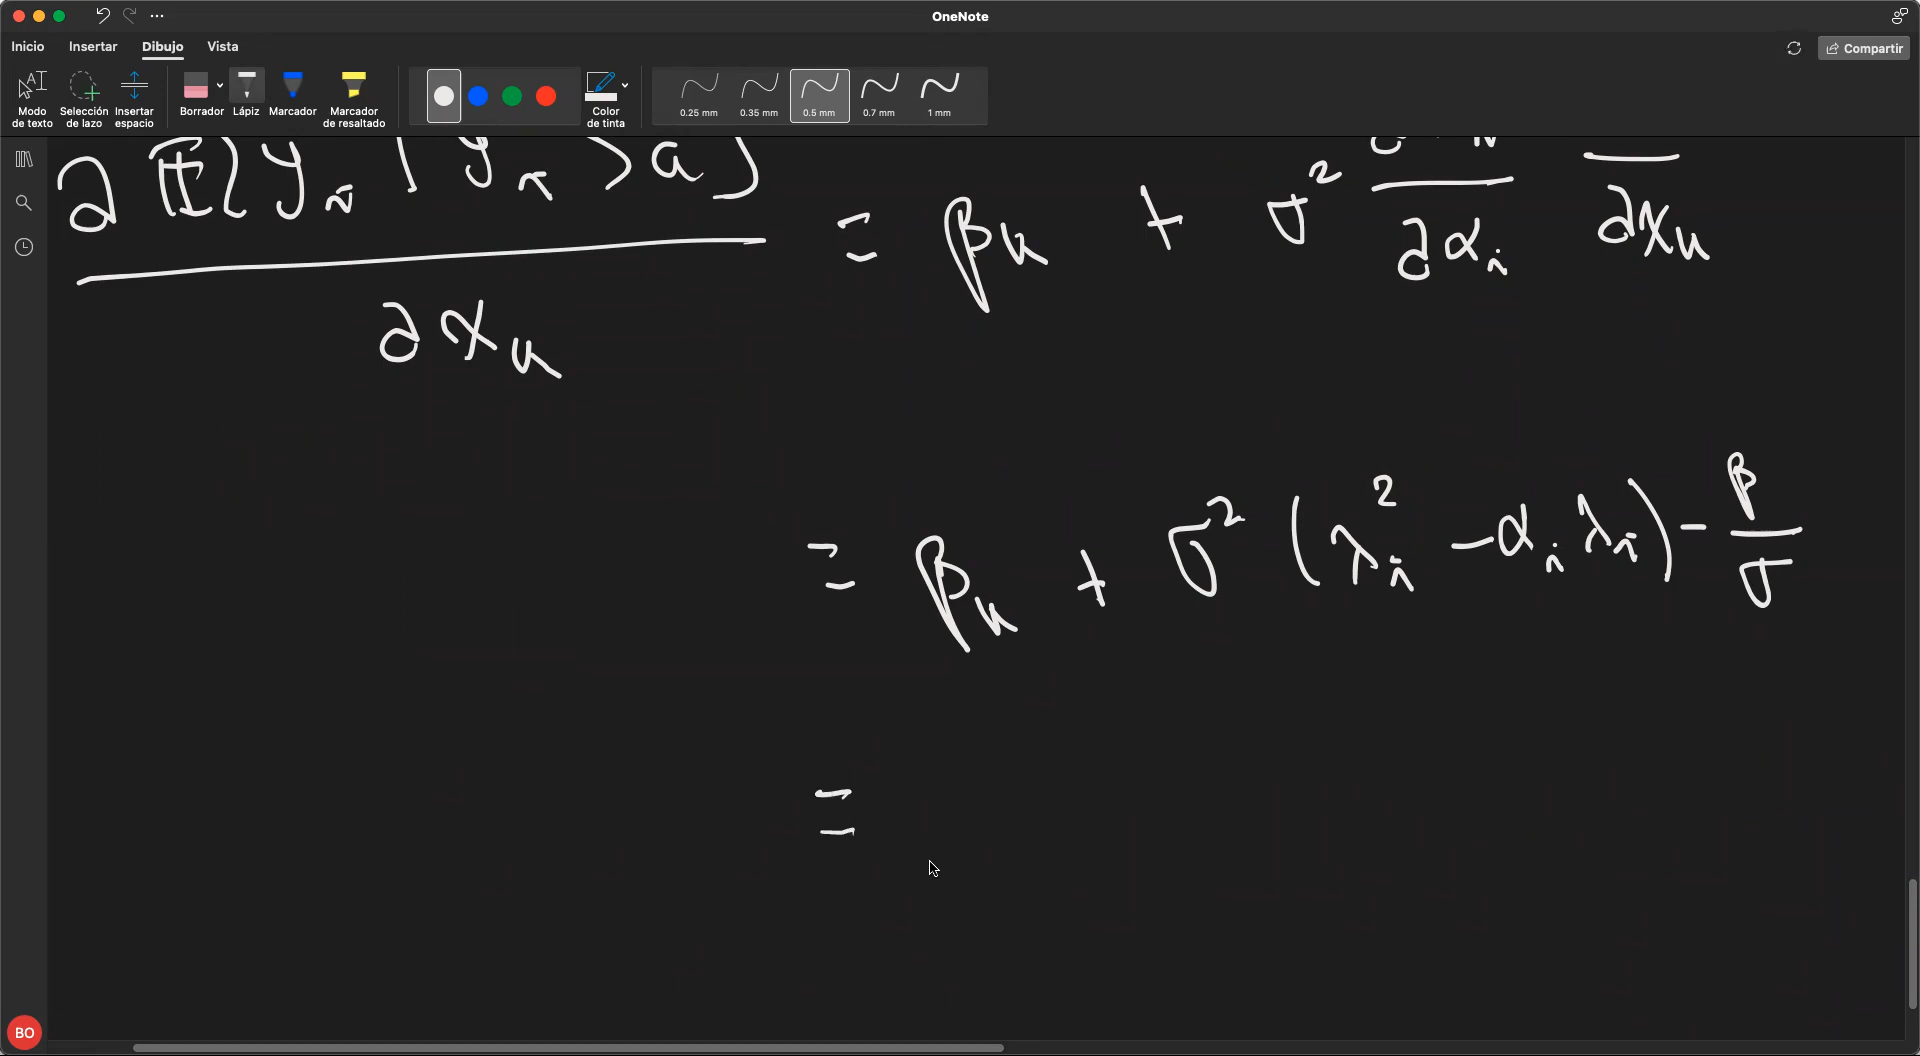 OneNote
Inicio Insertar Dibujo Vista Compartir
Modo de texto Selección de lazo Insertar espacio Borrador Lápiz Marcador Marcador de resaltado Color de tinta 0.25 mm 0.35 mm 0.5 mm 0.7 mm 1 mm
∂ E[y_i | y_i > a] / ∂x_k = β_k + σ² / ∂α_i / ∂x_k
= β_k + σ² (λ_i² - α_i λ_i) - β/σ
=
BO